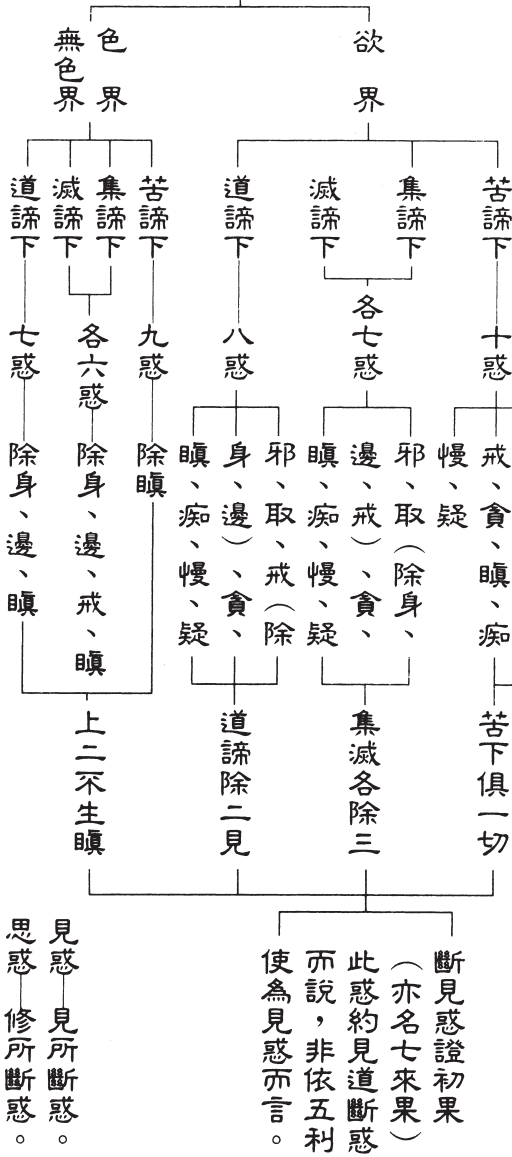 欲界
苦諦下
十惑
戒、貪、瞋、痴
慢、疑
苦下俱一切
集諦下
滅諦下
各七惑
邪、取(除身、
邊、戒)、貪、
瞋、痴、慢、疑
集滅各除三
道諦下
八惑
邪、取、戒(除
身、邊)、貪、
瞋、痴、慢、疑
道諦除二見
色界
無色界
苦諦下
九惑
除瞋
集諦下
滅諦下
各六惑
除身、邊、戒、瞋
道諦下
七惑
除身、邊、瞋
上二不生瞋
斷見惑證初果
(亦名七來果)
此惑約見道斷惑
而說,非依五利
使為見惑而言。
見惑—見所斷惑。
思惑—修所斷惑。